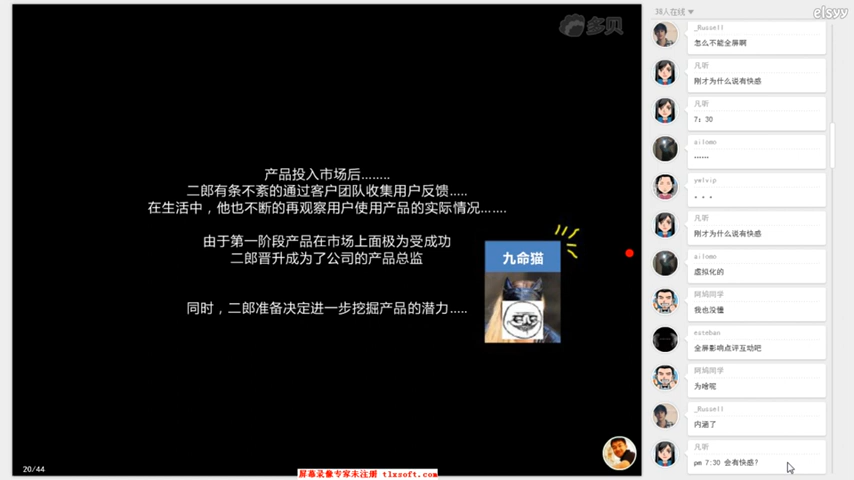 多贝
产品投入市场后........
二郎有条不紊的通过客户团队收集用户反馈.....
在生活中，他也不断的再观察用户使用产品的实际情况.......
由于第一阶段产品在市场上面极为受成功
二郎晋升成为了公司的产品总监
同时，二郎准备决定进一步挖掘产品的潜力.....
九命猫
20/44
屏幕录像专家未注册 tlxsoft.com
38人在线
elsyy
_Russell
怎么不能全屏啊
凡昕
刚才为什么说有快感
凡昕
7：30
ailomo
……
yelvip
。。。
凡昕
刚才为什么说有快感
ailomo
虚拟化的
阿鸠同学
我也没懂
esteban
全屏影响点评互动吧
阿鸠同学
为啥呢
_Russell
内涵了
凡昕
pm 7:30 会有快感?